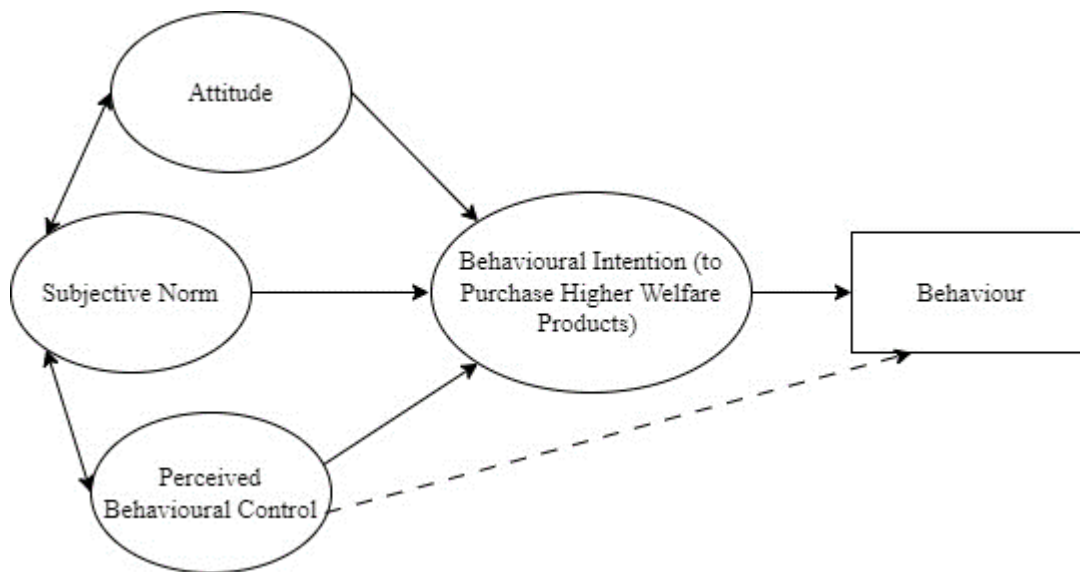 Attitude
Subjective Norm
Behavioural Intention (to
Purchase Higher Welfare
Products)
Behaviour
Perceived
Behavioural Control